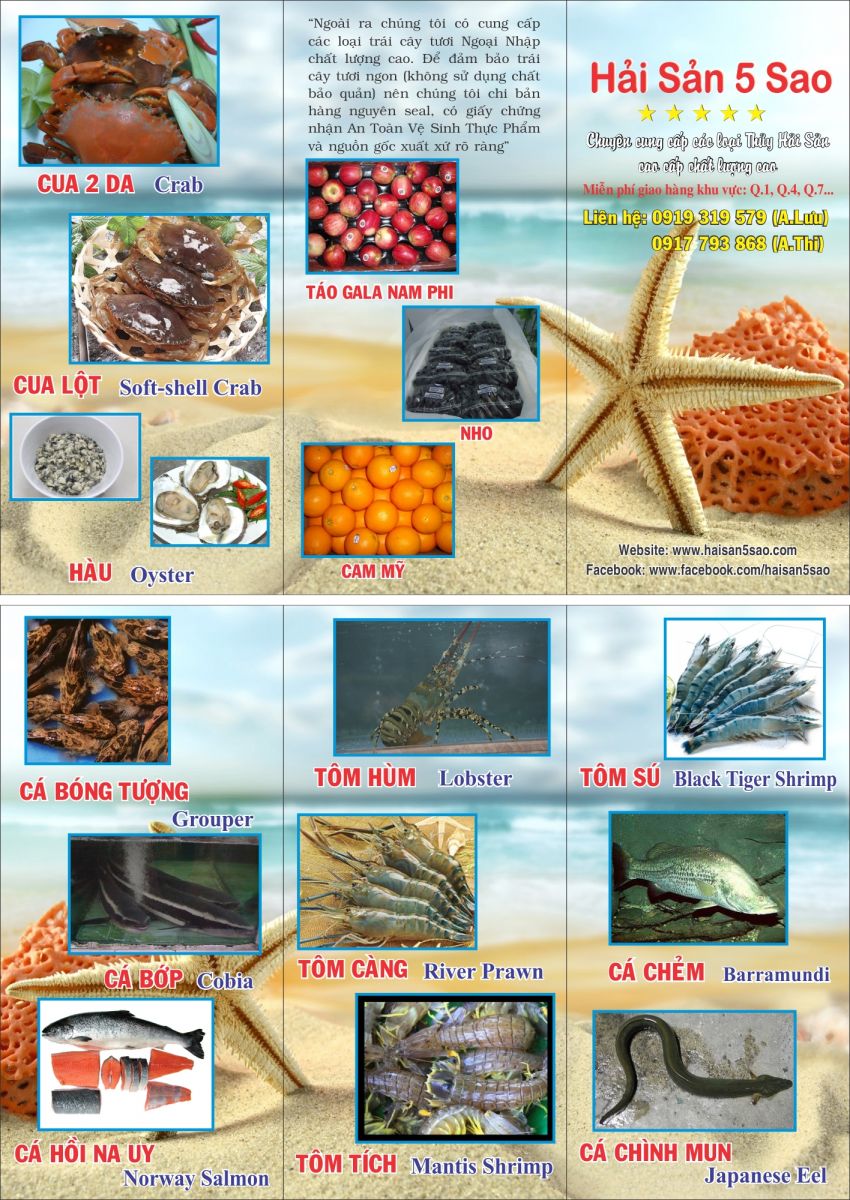 CUA 2 DA Crab
CUA LỘT Soft-shell Crab
HÀU Oyster
“Ngoài ra chúng tôi có cung cấp
các loại trái cây tươi Ngoại Nhập
chất lượng cao. Để đảm bảo trái
cây tươi ngon (không sử dụng chất
bảo quản) nên chúng tôi chỉ bán
hàng nguyên seal, có giấy chứng
nhận An Toàn Vệ Sinh Thực Phẩm
và nguồn gốc xuất xứ rõ ràng”
TÁO GALA NAM PHI
NHO
CAM MỸ
Hải Sản 5 Sao
Chuyên cung cấp các loại Thủy Hải Sản
cao cấp chất lượng cao
Miễn phí giao hàng khu vực: Q.1, Q.4, Q.7...
Liên hệ: 0919 319 579 (A.Lưu)
0917 793 868 (A.Thi)
Website: www.haisan5sao.com
Facebook: www.facebook.com/haisan5sao
CÁ BÓNG TƯỢNG
Grouper
CÁ BỚP Cobia
CÁ HỒI NA UY
Norway Salmon
TÔM HÙM Lobster
TÔM CÀNG River Prawn
TÔM TÍCH Mantis Shrimp
TÔM SÚ Black Tiger Shrimp
CÁ CHẺM Barramundi
CÁ CHÌNH MUN
Japanese Eel